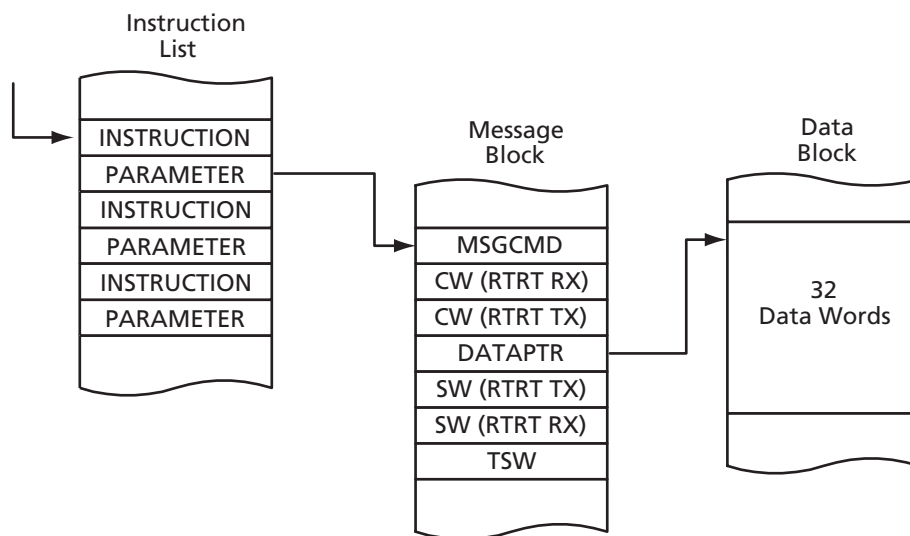 Instruction
List
INSTRUCTION
PARAMETER
INSTRUCTION
PARAMETER
INSTRUCTION
PARAMETER
Message
Block
MSGCMD
CW (RTRT RX)
CW (RTRT TX)
DATAPTR
SW (RTRT TX)
SW (RTRT RX)
TSW
Data
Block
32
Data Words